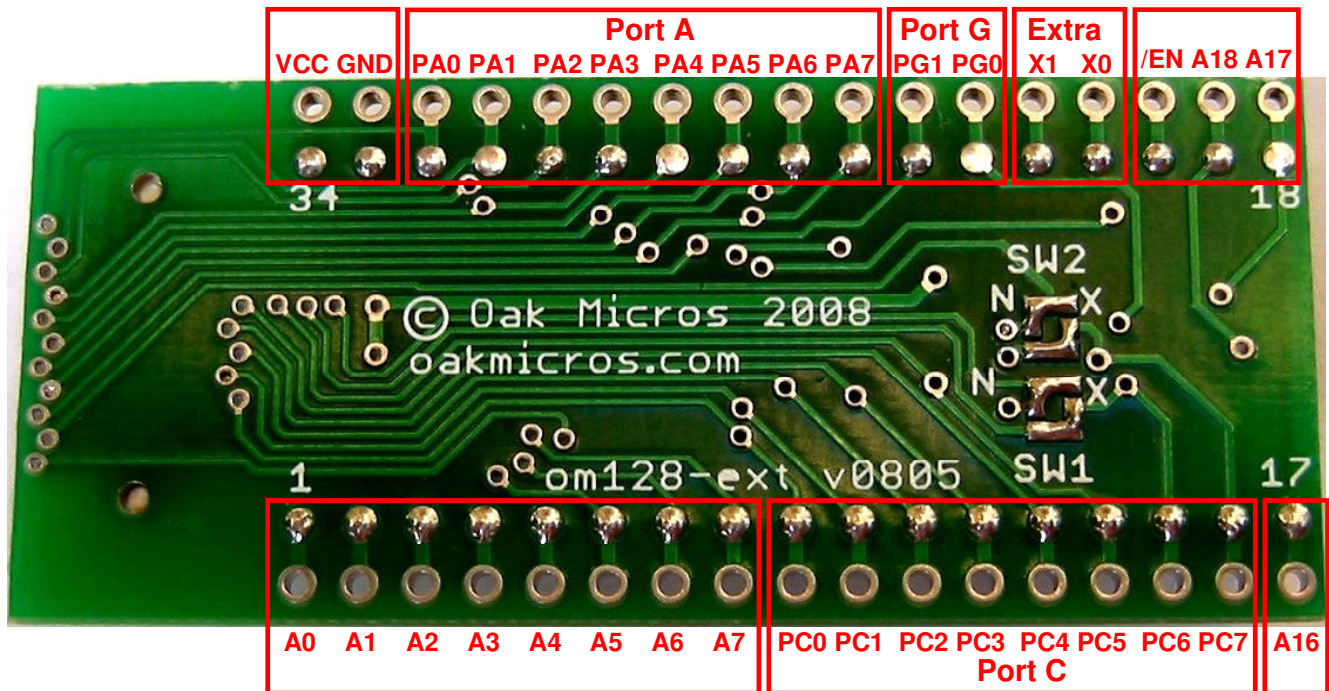 Port A Port G Extra
VCC GND PA0 PA1 PA2 PA3 PA4 PA5 PA6 PA7 PG1 PG0 X1 X0 /EN A18 A17
34 18
SW2
N X
© Oak Micros 2008
oakmicros.com
N X
SW1
1 om128-ext v0805 17
A0 A1 A2 A3 A4 A5 A6 A7 PC0 PC1 PC2 PC3 PC4 PC5 PC6 PC7 A16
Port C